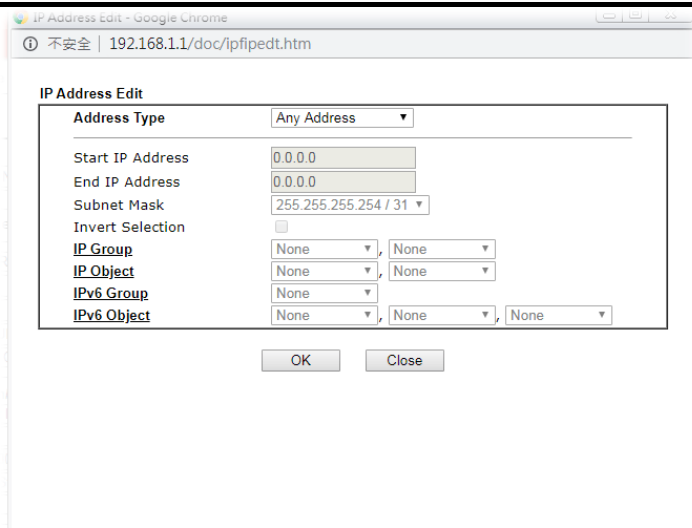 IP Address Edit - Google Chrome
不安全 | 192.168.1.1/doc/ipfipedt.htm
IP Address Edit
Address Type Any Address
Start IP Address 0.0.0.0
End IP Address 0.0.0.0
Subnet Mask 255.255.255.254 / 31
Invert Selection
IP Group None , None
IP Object None , None
IPv6 Group None
IPv6 Object None , None , None
OK Close